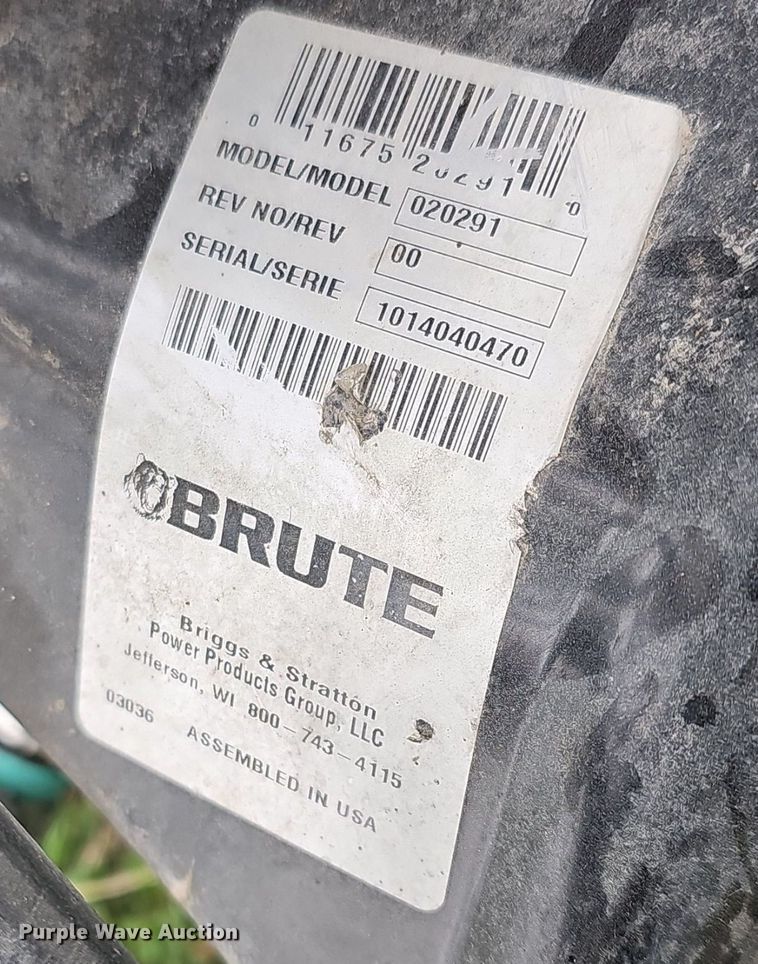 0 11675 20291 0
MODEL/MODEL 020291
REV NO/REV 00
SERIAL/SERIE 1014040470
BRUTE
Briggs & Stratton
Power Products Group, LLC
Jefferson, WI 800-743-4115
03036 ASSEMBLED IN USA
Purple Wave Auction